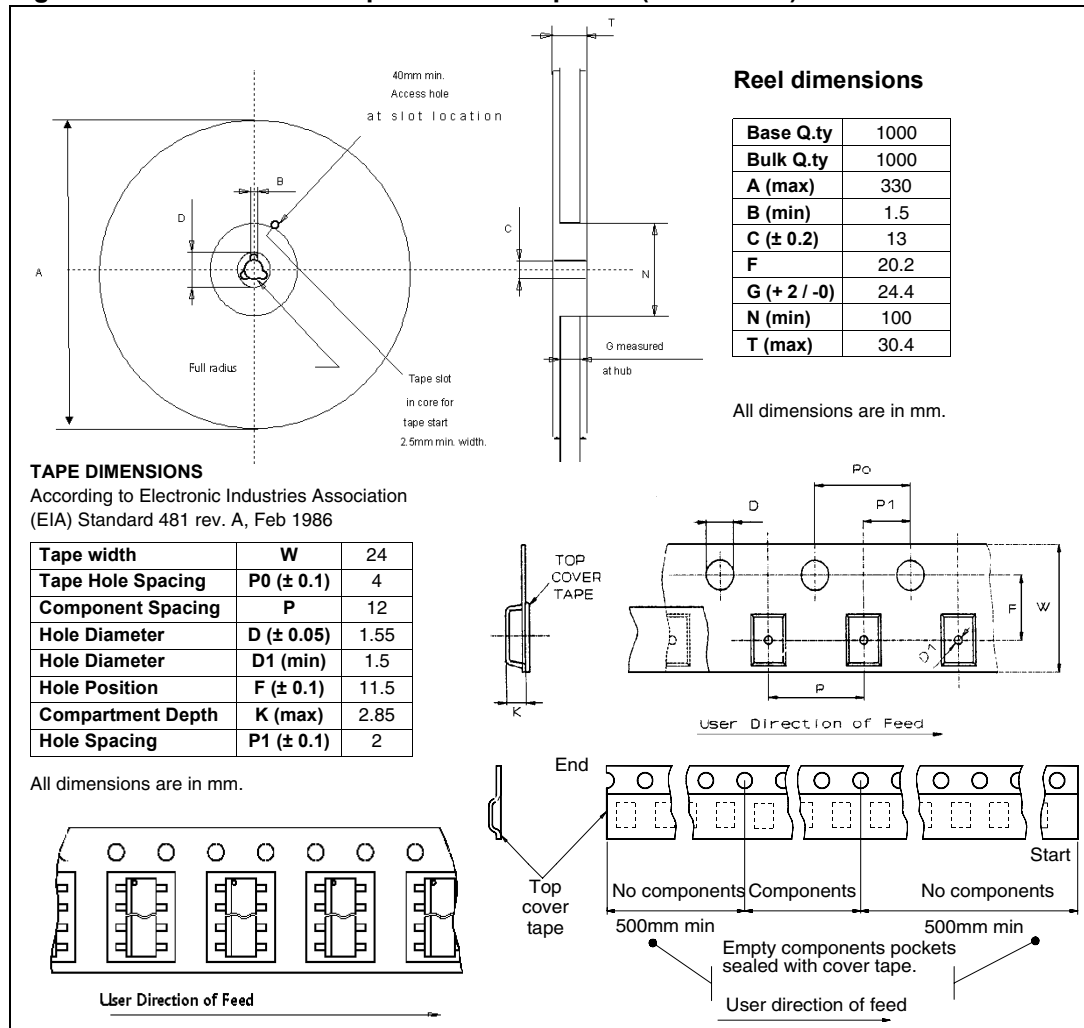 T
40mm min.
Access hole
at slot location
B
D
A
C
N
Full radius
Tape slot
in core for
tape start
2.5mm min. width.
G measured
at hub
Reel dimensions
Base Q.ty 1000
Bulk Q.ty 1000
A (max) 330
B (min) 1.5
C (± 0.2) 13
F 20.2
G (+ 2 / -0) 24.4
N (min) 100
T (max) 30.4
All dimensions are in mm.
TAPE DIMENSIONS
According to Electronic Industries Association
(EIA) Standard 481 rev. A, Feb 1986
Tape width W 24
Tape Hole Spacing P0 (± 0.1) 4
Component Spacing P 12
Hole Diameter D (± 0.05) 1.55
Hole Diameter D1 (min) 1.5
Hole Position F (± 0.1) 11.5
Compartment Depth K (max) 2.85
Hole Spacing P1 (± 0.1) 2
All dimensions are in mm.
TOP
COVER
TAPE
K
Po
D
P1
F
W
D1
P
User Direction of Feed
End
Start
Top
cover
tape
No components Components No components
500mm min 500mm min
Empty components pockets
sealed with cover tape.
User direction of feed
User Direction of Feed